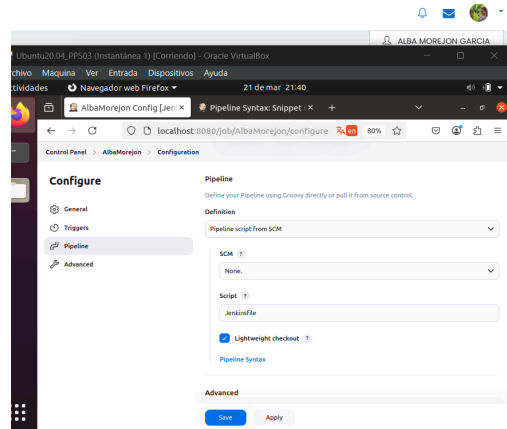 ALBA MOREJON GARCIA
Ubuntu20.04_PPS03 (Instantánea 1) [Corriendo] - Oracle VirtualBox
rchivo Máquina Ver Entrada Dispositivos Ayuda
ctividades Navegador web Firefox 21 de mar 21:40
AlbaMorejon Config [Jen × Pipeline Syntax: Snippet × +
localhost:8080/job/AlbaMorejon/configure en 80%
Control Panel > AlbaMorejon > Configuration
Configure
General
Triggers
Pipeline
Advanced
Pipeline
Define your Pipeline using Groovy directly or pull it from source control.
Definition
Pipeline script from SCM
SCM ?
None.
Script ?
Jenkinsfile
Lightweight checkout ?
Pipeline Syntax
Advanced
Save Apply